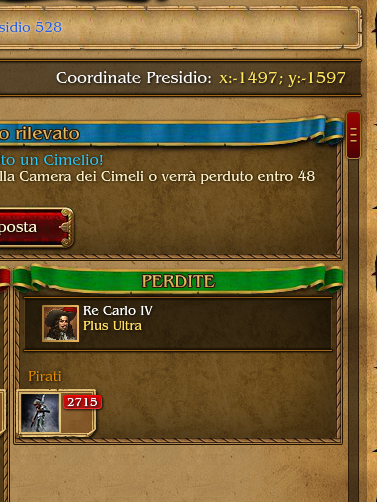 sidio 528
Coordinate Presidio: x:-1497; y:-1597
o rilevato
to un Cimelio!
lla Camera dei Cimeli o verrà perduto entro 48
posta
PERDITE
Re Carlo IV
Plus Ultra
Pirati
2715